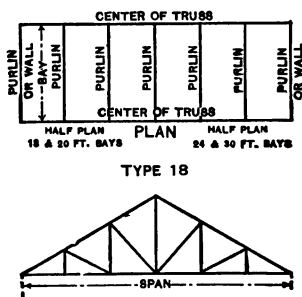 CENTER OF TRUSS
PURLIN
OR WALL
BAY
PURLIN
PURLIN
PURLIN
PURLIN
PURLIN
PURLIN
OR WALL
CENTER OF TRUSS
HALF PLAN
18 & 20 FT. BAYS
PLAN
HALF PLAN
24 & 30 FT. BAYS
TYPE 18
SPAN